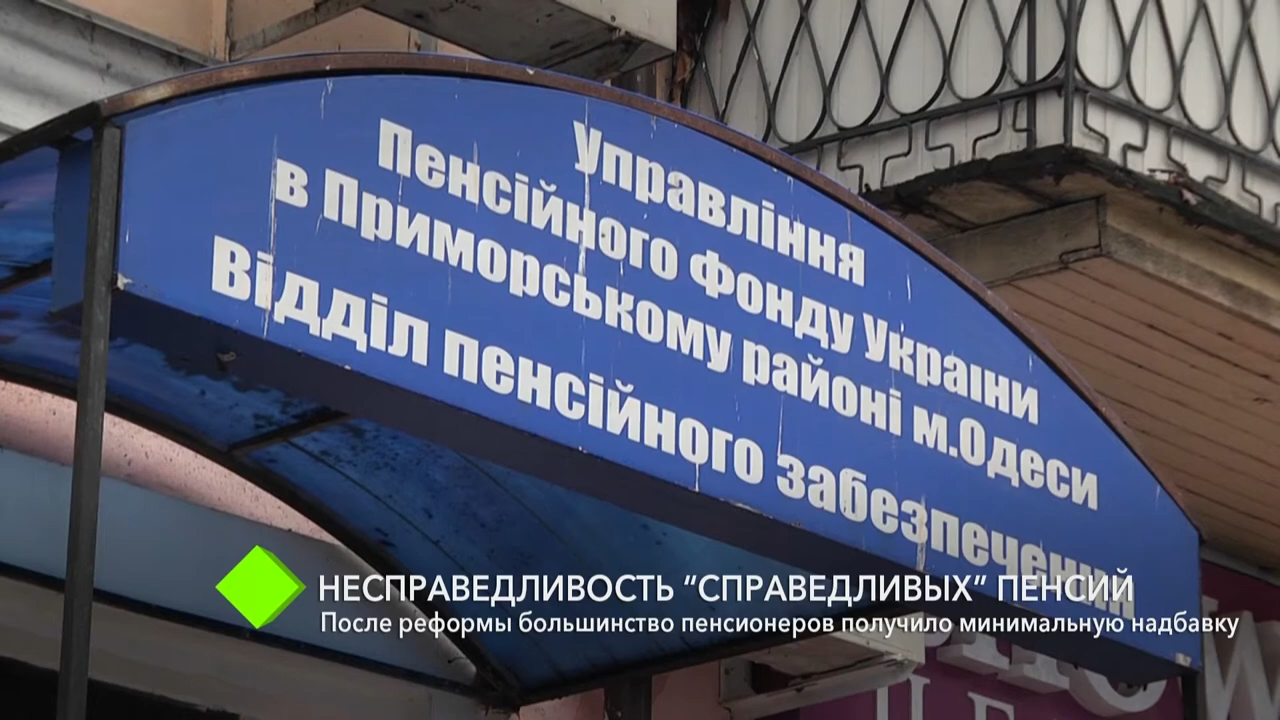 Управління
Пенсійного фонду України
в Приморському районі м.Одеси
Відділ пенсійного забезпечення
НЕСПРАВЕДЛИВОСТЬ “СПРАВЕДЛИВЫХ“ ПЕНСИЙ
После реформы большинство пенсионеров получило минимальную надбавку